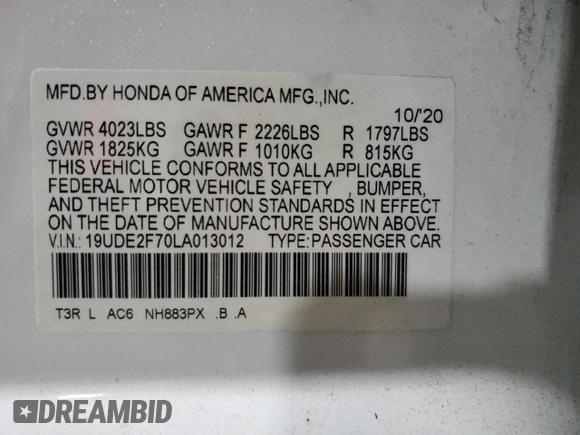 MFD.BY HONDA OF AMERICA MFG.,INC.
10/'20
GVWR 4023LBS GAWR F 2226LBS R 1797LBS
GVWR 1825KG GAWR F 1010KG R 815KG
THIS VEHICLE CONFORMS TO ALL APPLICABLE
FEDERAL MOTOR VEHICLE SAFETY , BUMPER,
AND THEFT PREVENTION STANDARDS IN EFFECT
ON THE DATE OF MANUFACTURE SHOWN ABOVE.
V.I.N.: 19UDE2F70LA013012 TYPE:PASSENGER CAR
T3R L AC6 NH883PX .B .A
DREAMBID